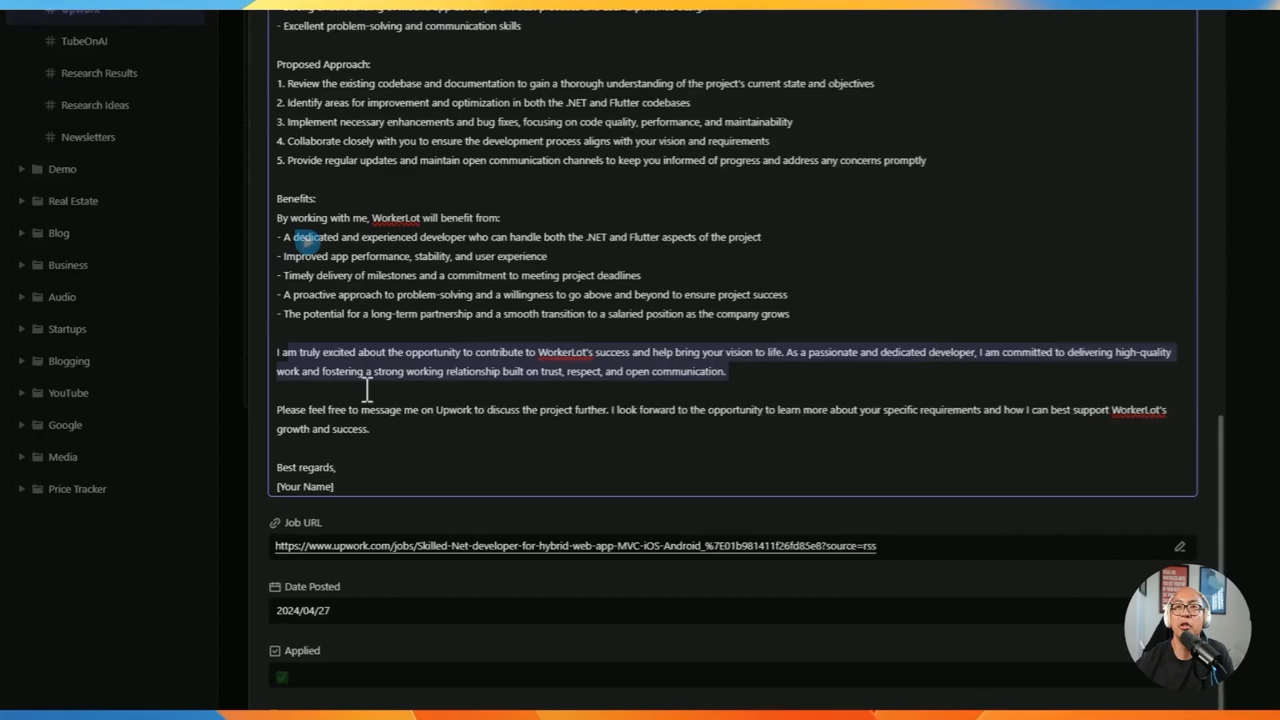 Upwork
TubeOnAI
Research Results
Research Ideas
Newsletters
Demo
Real Estate
Blog
Business
Audio
Startups
Blogging
YouTube
Google
Media
Price Tracker
- Excellent problem-solving and communication skills
Proposed Approach:
1. Review the existing codebase and documentation to gain a thorough understanding of the project's current state and objectives
2. Identify areas for improvement and optimization in both the .NET and Flutter codebases
3. Implement necessary enhancements and bug fixes, focusing on code quality, performance, and maintainability
4. Collaborate closely with you to ensure the development process aligns with your vision and requirements
5. Provide regular updates and maintain open communication channels to keep you informed of progress and address any concerns promptly
Benefits:
By working with me, WorkerLot will benefit from:
- A dedicated and experienced developer who can handle both the .NET and Flutter aspects of the project
- Improved app performance, stability, and user experience
- Timely delivery of milestones and a commitment to meeting project deadlines
- A proactive approach to problem-solving and a willingness to go above and beyond to ensure project success
- The potential for a long-term partnership and a smooth transition to a salaried position as the company grows
I am truly excited about the opportunity to contribute to WorkerLot's success and help bring your vision to life. As a passionate and dedicated developer, I am committed to delivering high-quality
work and fostering a strong working relationship built on trust, respect, and open communication.
Please feel free to message me on Upwork to discuss the project further. I look forward to the opportunity to learn more about your specific requirements and how I can best support WorkerLot's
growth and success.
Best regards,
[Your Name]
Job URL
https://www.upwork.com/jobs/Skilled-Net-developer-for-hybrid-web-app-MVC-iOS-Android_%7E01b981411f26fd85e8?source=rss
Date Posted
2024/04/27
Applied